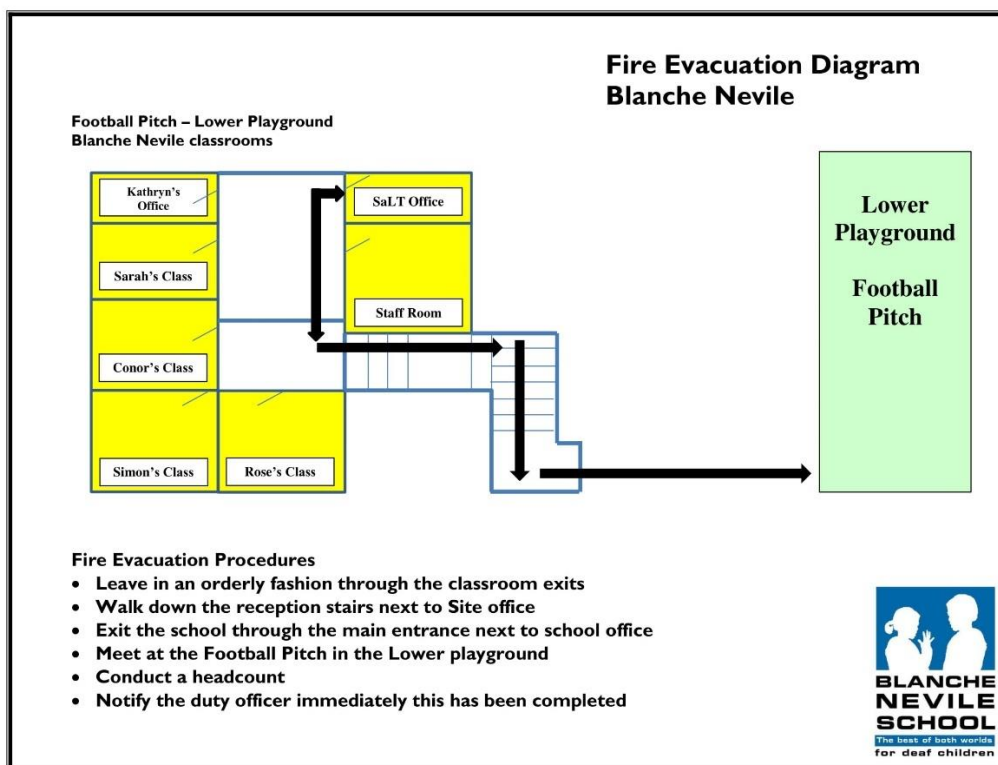 Fire Evacuation Diagram
Blanche Nevile
Football Pitch – Lower Playground
Blanche Nevile classrooms
Kathryn's
Office
SaLT Office
Sarah's Class
Staff Room
Conor's Class
Simon's Class
Rose's Class
Lower
Playground
Football
Pitch
Fire Evacuation Procedures
• Leave in an orderly fashion through the classroom exits
• Walk down the reception stairs next to Site office
• Exit the school through the main entrance next to school office
• Meet at the Football Pitch in the Lower playground
• Conduct a headcount
• Notify the duty officer immediately this has been completed
BLANCHE
NEVILE
SCHOOL
The best of both worlds
for deaf children